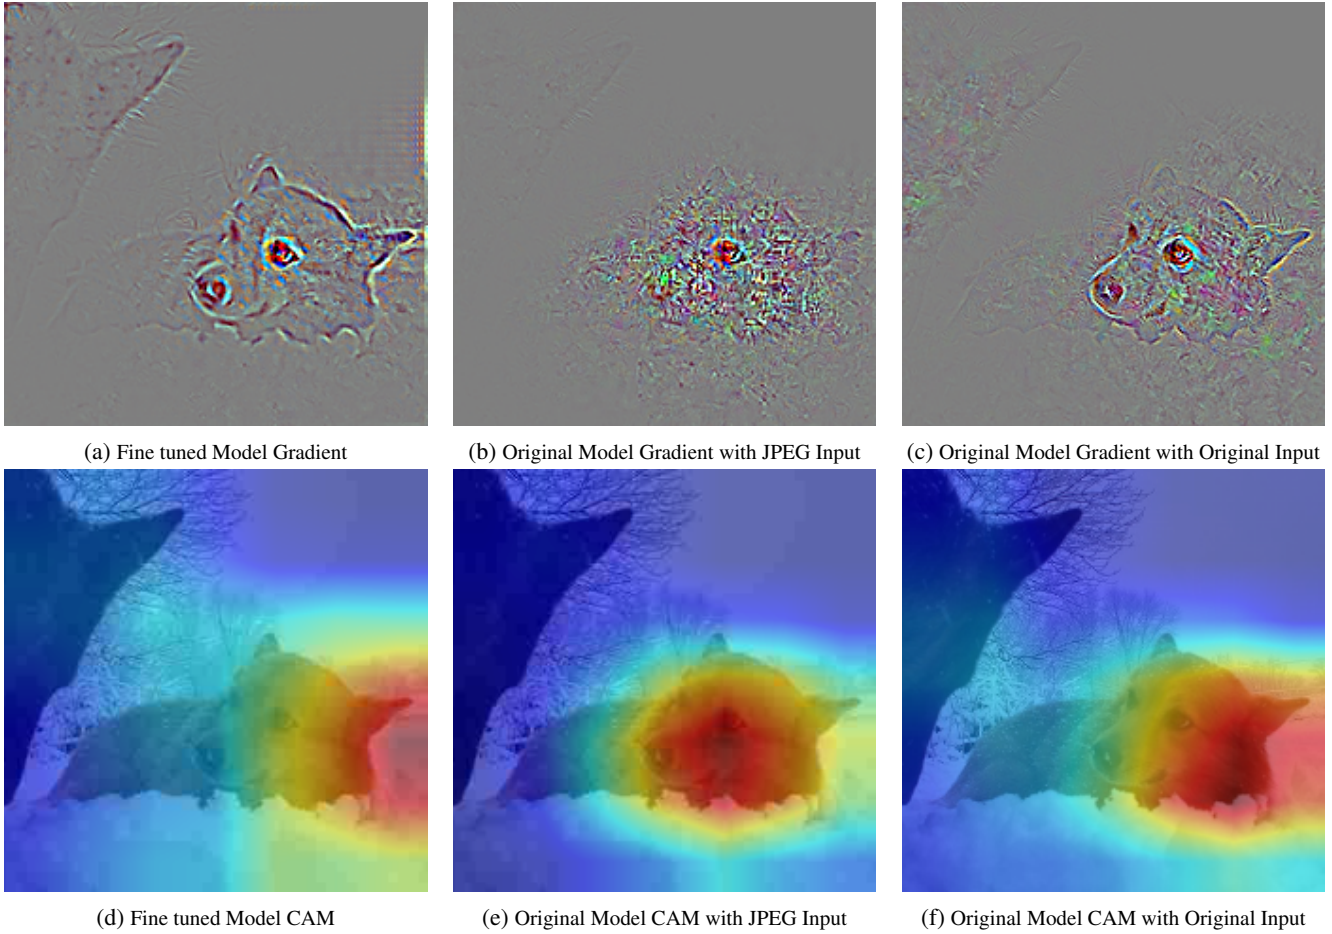 (a) Fine tuned Model Gradient
(b) Original Model Gradient with JPEG Input
(c) Original Model Gradient with Original Input
(d) Fine tuned Model CAM
(e) Original Model CAM with JPEG Input
(f) Original Model CAM with Original Input